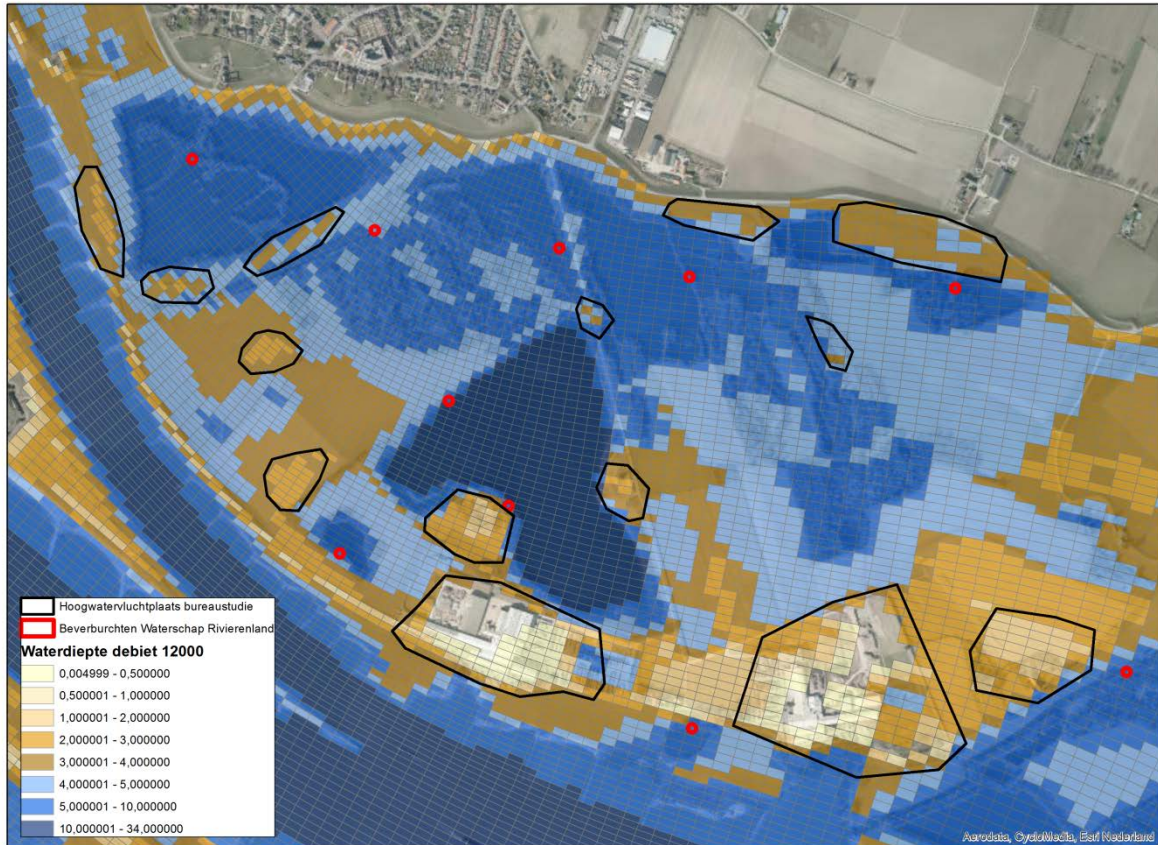 Hoogwatervluchtplaats bureaustudie
Beverburchten Waterschap Rivierenland
Waterdiepte debiet 12000
0,004999 - 0,500000
0,500001 - 1,000000
1,000001 - 2,000000
2,000001 - 3,000000
3,000001 - 4,000000
4,000001 - 5,000000
5,000001 - 10,000000
10,000001 - 34,000000
Aerodata, CycloMedia, Esri Nederland